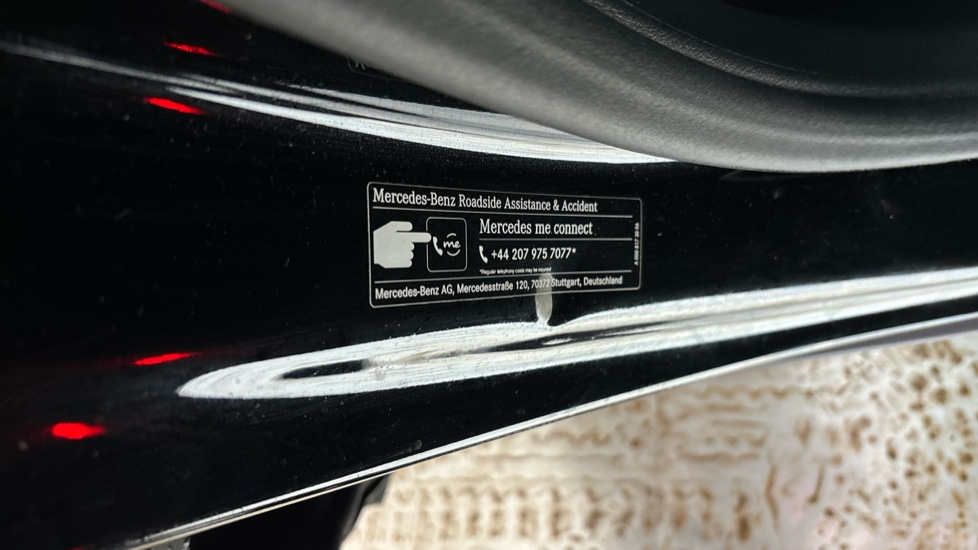 Mercedes-Benz Roadside Assistance & Accident
me
Mercedes me connect
+44 207 975 7077*
*Regular telephony costs may be incurred
Mercedes-Benz AG, Mercedesstraße 120, 70372 Stuttgart, Deutschland